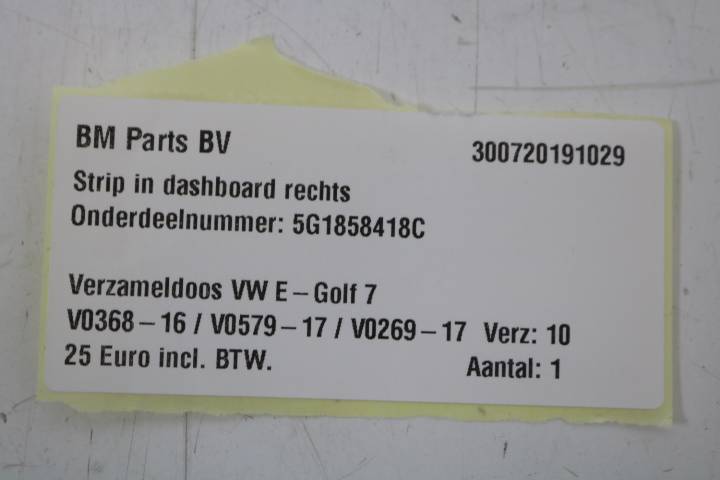 BM Parts BV 300720191029
Strip in dashboard rechts
Onderdeelnummer: 5G1858418C
Verzameldoos VW E – Golf 7
V0368 – 16 / V0579 – 17 / V0269 – 17 Verz: 10
25 Euro incl. BTW. Aantal: 1